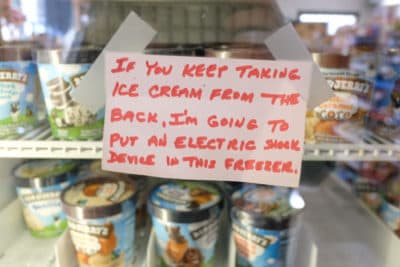 IF YOU KEEP TAKING
ICE CREAM FROM THE
BACK, I'M GOING TO
PUT AN ELECTRIC SHOCK
DEVICE IN THIS FREEZER.